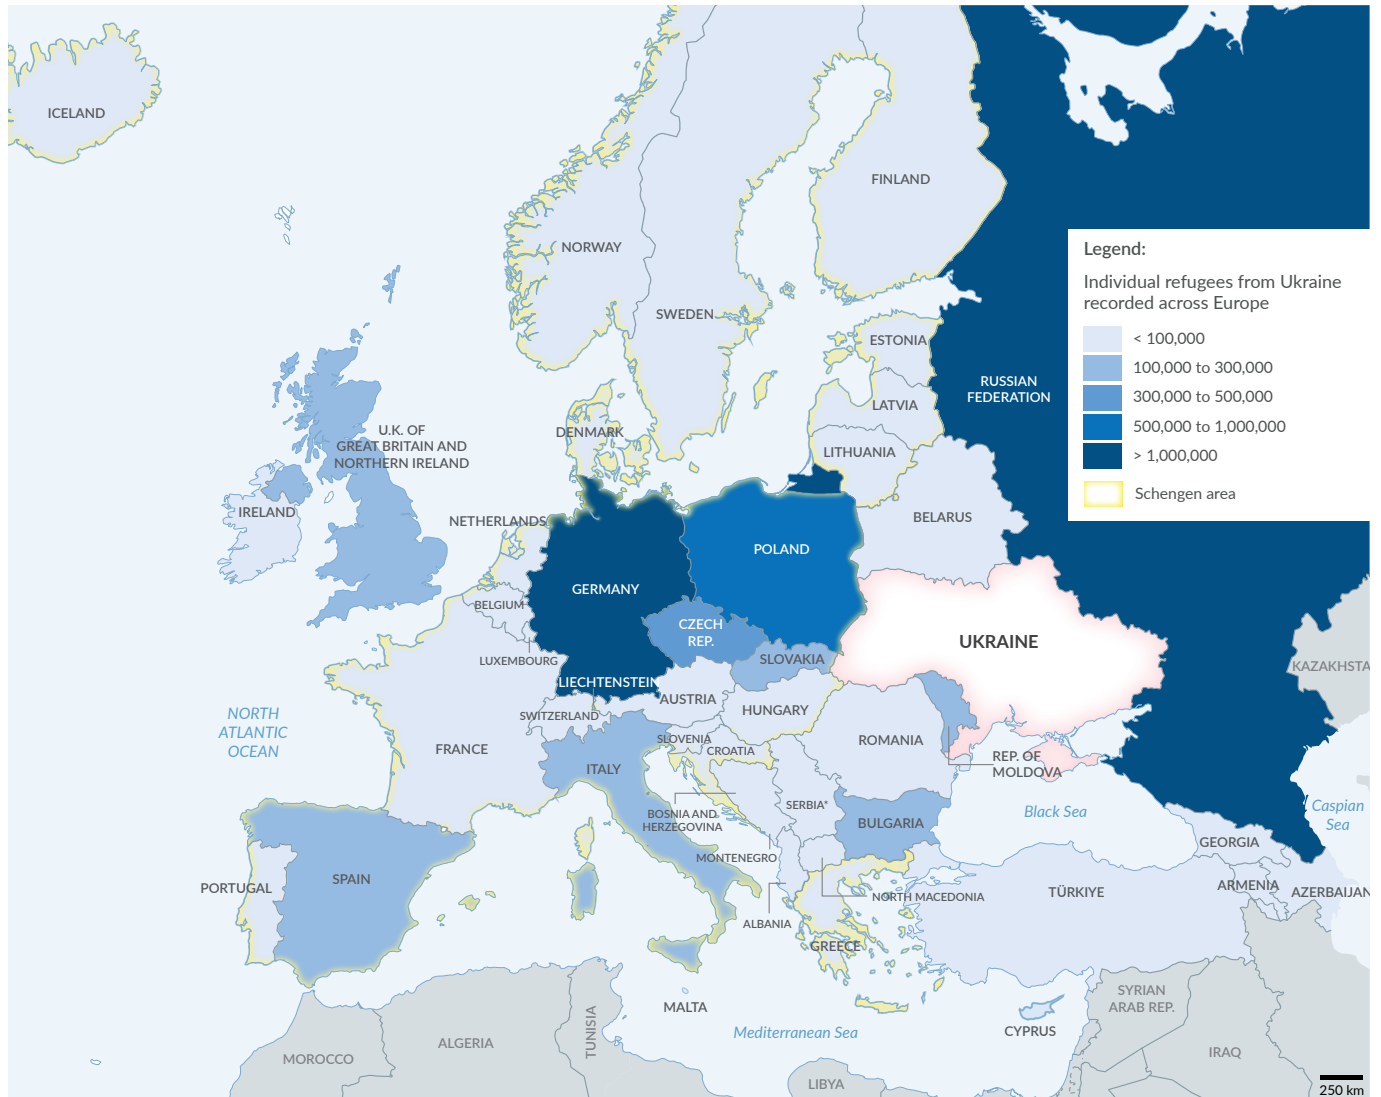 ICELAND
FINLAND
NORWAY
SWEDEN
ESTONIA
LATVIA
LITHUANIA
DENMARK
Legend:
Individual refugees from Ukraine
recorded across Europe
< 100,000
100,000 to 300,000
300,000 to 500,000
500,000 to 1,000,000
> 1,000,000
Schengen area
RUSSIAN
FEDERATION
U.K. OF
GREAT BRITAIN AND
NORTHERN IRELAND
IRELAND
NETHERLANDS
BELARUS
POLAND
GERMANY
BELGIUM
CZECH
REP.
UKRAINE
LUXEMBOURG
SLOVAKIA
KAZAKHSTA
LIECHTENSTEIN
AUSTRIA
HUNGARY
SWITZERLAND
NORTH
ATLANTIC
OCEAN
FRANCE
SLOVENIA
CROATIA
ROMANIA
ITALY
REP. OF
MOLDOVA
BOSNIA AND
HERZEGOVINA
SERBIA*
BULGARIA
Black Sea
Caspian
Sea
GEORGIA
MONTENEGRO
PORTUGAL
SPAIN
NORTH MACEDONIA
TÜRKIYE
ARMENIA
AZERBAIJAN
ALBANIA
GREECE
MALTA
Mediterranean Sea
CYPRUS
SYRIAN
ARAB REP.
MOROCCO
ALGERIA
TUNISIA
LIBYA
IRAQ
250 km